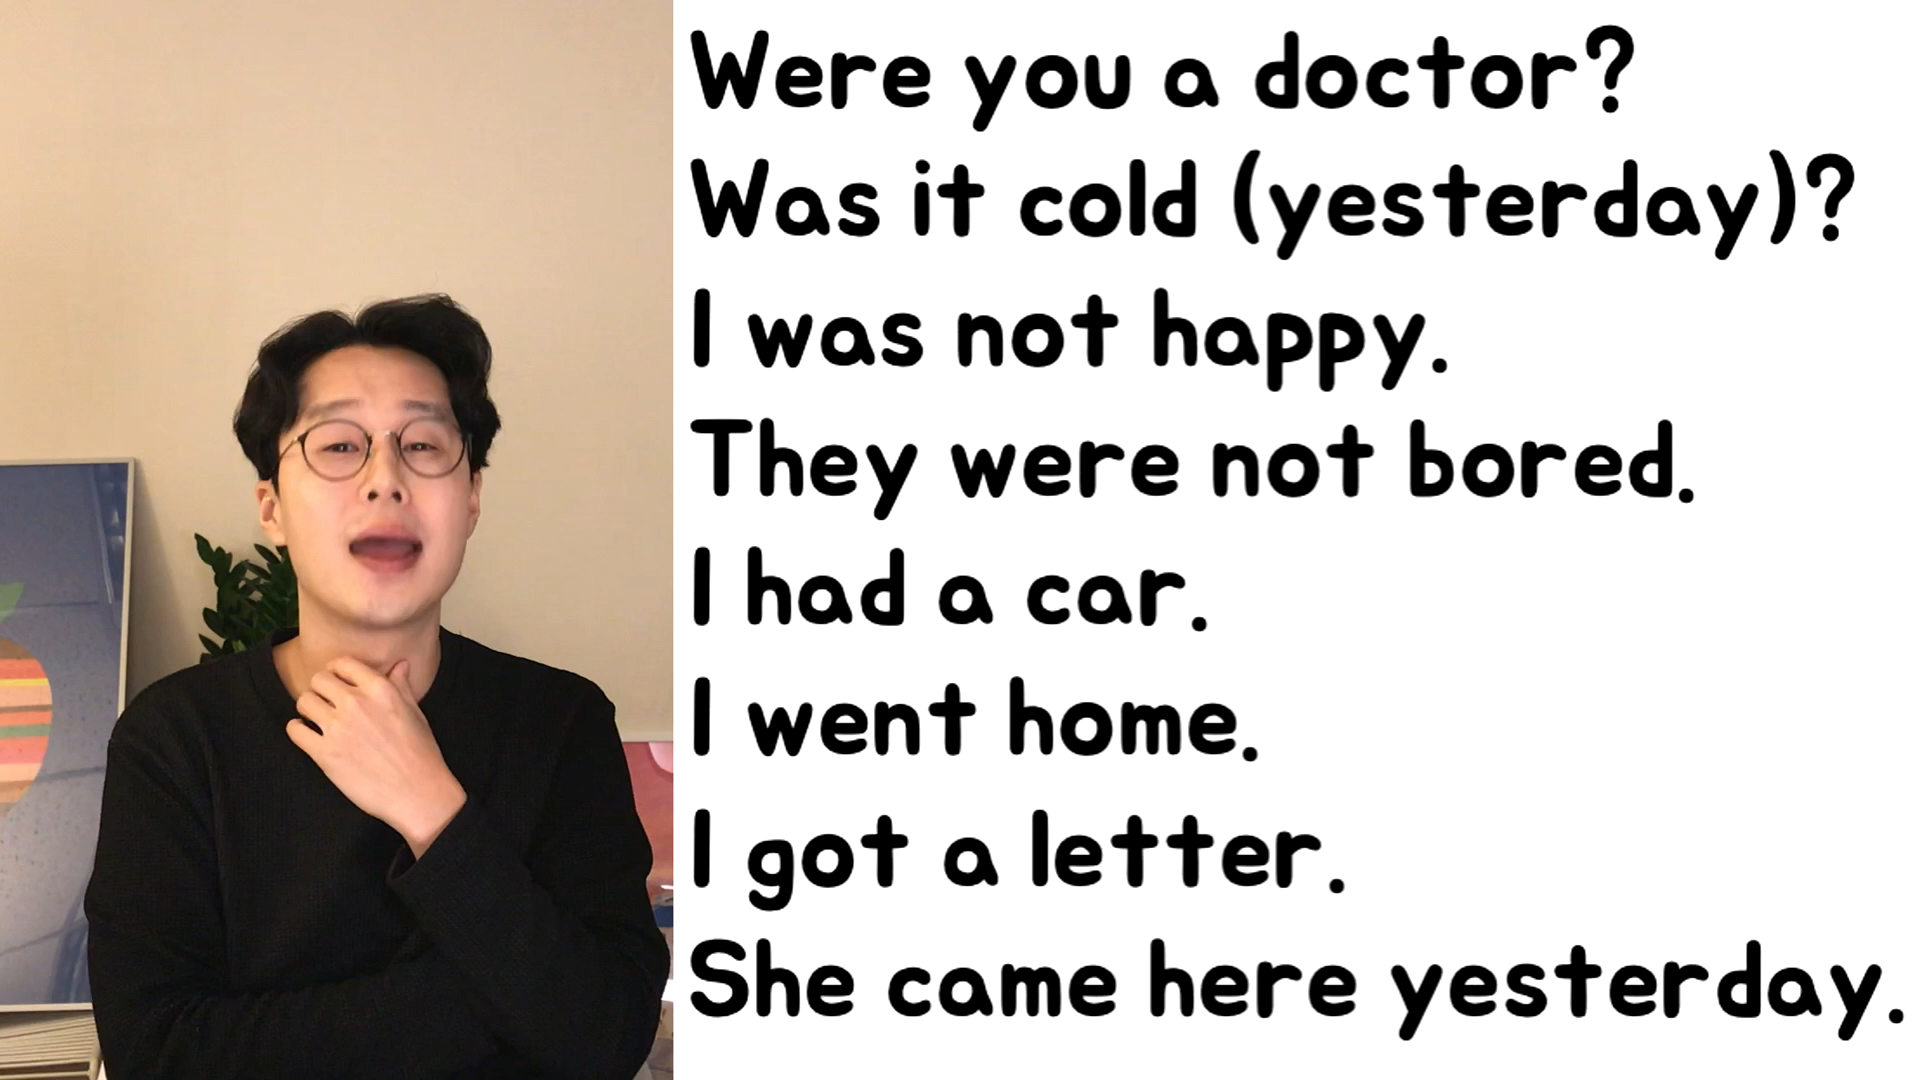 Were you a doctor?
Was it cold (yesterday)?
I was not happy.
They were not bored.
I had a car.
I went home.
I got a letter.
She came here yesterday.